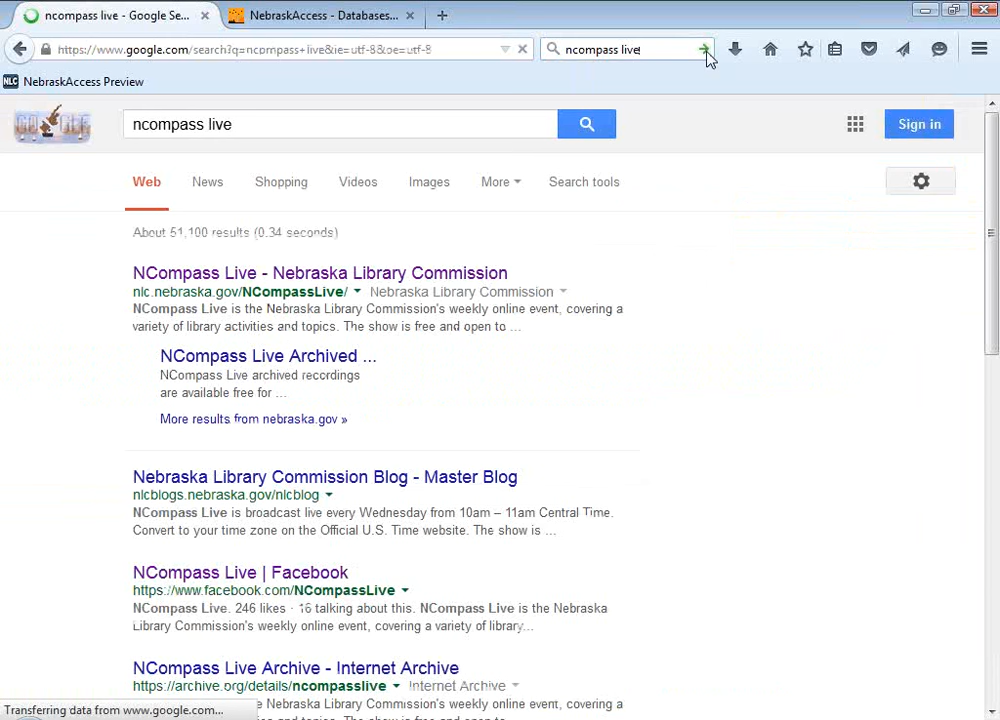 ncompass live - Google Se... × NebraskAccess - Databases... × +
https://www.google.com/search?q=ncompass+live&ie=utf-8&oe=utf-8 ncompass live
NLC NebraskAccess Preview
ncompass live Sign in
Web News Shopping Videos Images More Search tools
About 51,100 results (0.34 seconds)
NCompass Live - Nebraska Library Commission
nlc.nebraska.gov/NCompassLive/ Nebraska Library Commission
NCompass Live is the Nebraska Library Commission's weekly online event, covering a
variety of library activities and topics. The show is free and open to ...
NCompass Live Archived ...
NCompass Live archived recordings
are available free for ...
More results from nebraska.gov »
Nebraska Library Commission Blog - Master Blog
nlcblogs.nebraska.gov/nlcblog
NCompass Live is broadcast live every Wednesday from 10am – 11am Central Time.
Convert to your time zone on the Official U.S. Time website. The show is ...
NCompass Live | Facebook
https://www.facebook.com/NCompassLive
NCompass Live. 246 likes · 16 talking about this. NCompass Live is the Nebraska
Library Commission's weekly online event, covering a variety of library...
NCompass Live Archive - Internet Archive
https://archive.org/details/ncompasslive Internet Archive
e is the Nebraska Library Commission's weekly online event, covering a
Transferring data from www.google.com...